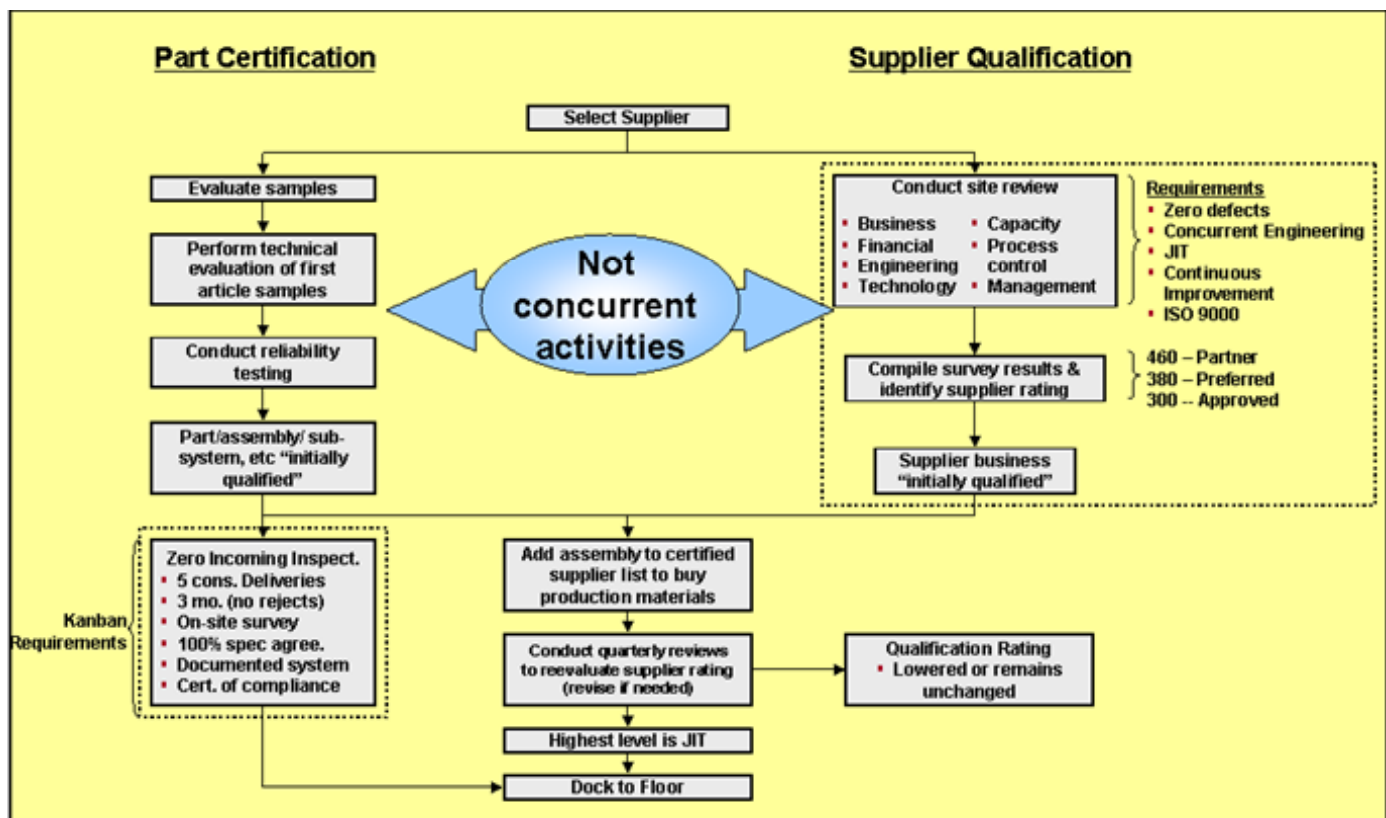 Part Certification
Supplier Qualification
Select Supplier
Evaluate samples
Perform technical
evaluation of first
article samples
Conduct reliability
testing
Part/assembly/ sub-
system, etc “initially
qualified”
Not
concurrent
activities
Conduct site review
▪ Business
▪ Financial
▪ Engineering
▪ Technology
▪ Capacity
▪ Process
control
▪ Management
Requirements
▪ Zero defects
▪ Concurrent Engineering
▪ JIT
▪ Continuous
Improvement
▪ ISO 9000
Compile survey results &
identify supplier rating
460 – Partner
380 – Preferred
300 -- Approved
Supplier business
“initially qualified”
Kanban
Requirements
Zero Incoming Inspect.
▪ 5 cons. Deliveries
▪ 3 mo. (no rejects)
▪ On-site survey
▪ 100% spec agree.
▪ Documented system
▪ Cert. of compliance
Add assembly to certified
supplier list to buy
production materials
Conduct quarterly reviews
to reevaluate supplier rating
(revise if needed)
Qualification Rating
▪ Lowered or remains
unchanged
Highest level is JIT
Dock to Floor